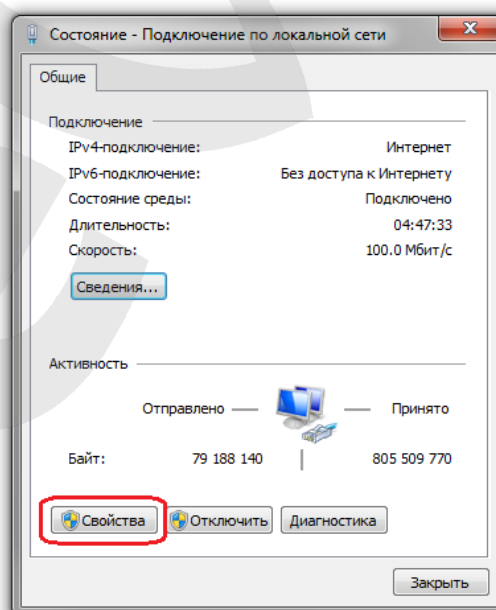 Состояние - Подключение по локальной сети
Общие
Подключение
IPv4-подключение: Интернет
IPv6-подключение: Без доступа к Интернету
Состояние среды: Подключено
Длительность: 04:47:33
Скорость: 100.0 Мбит/с
Сведения...
Активность
Отправлено — Принято
Байт: 79 188 140 | 805 509 770
Свойства Отключить Диагностика
Закрыть